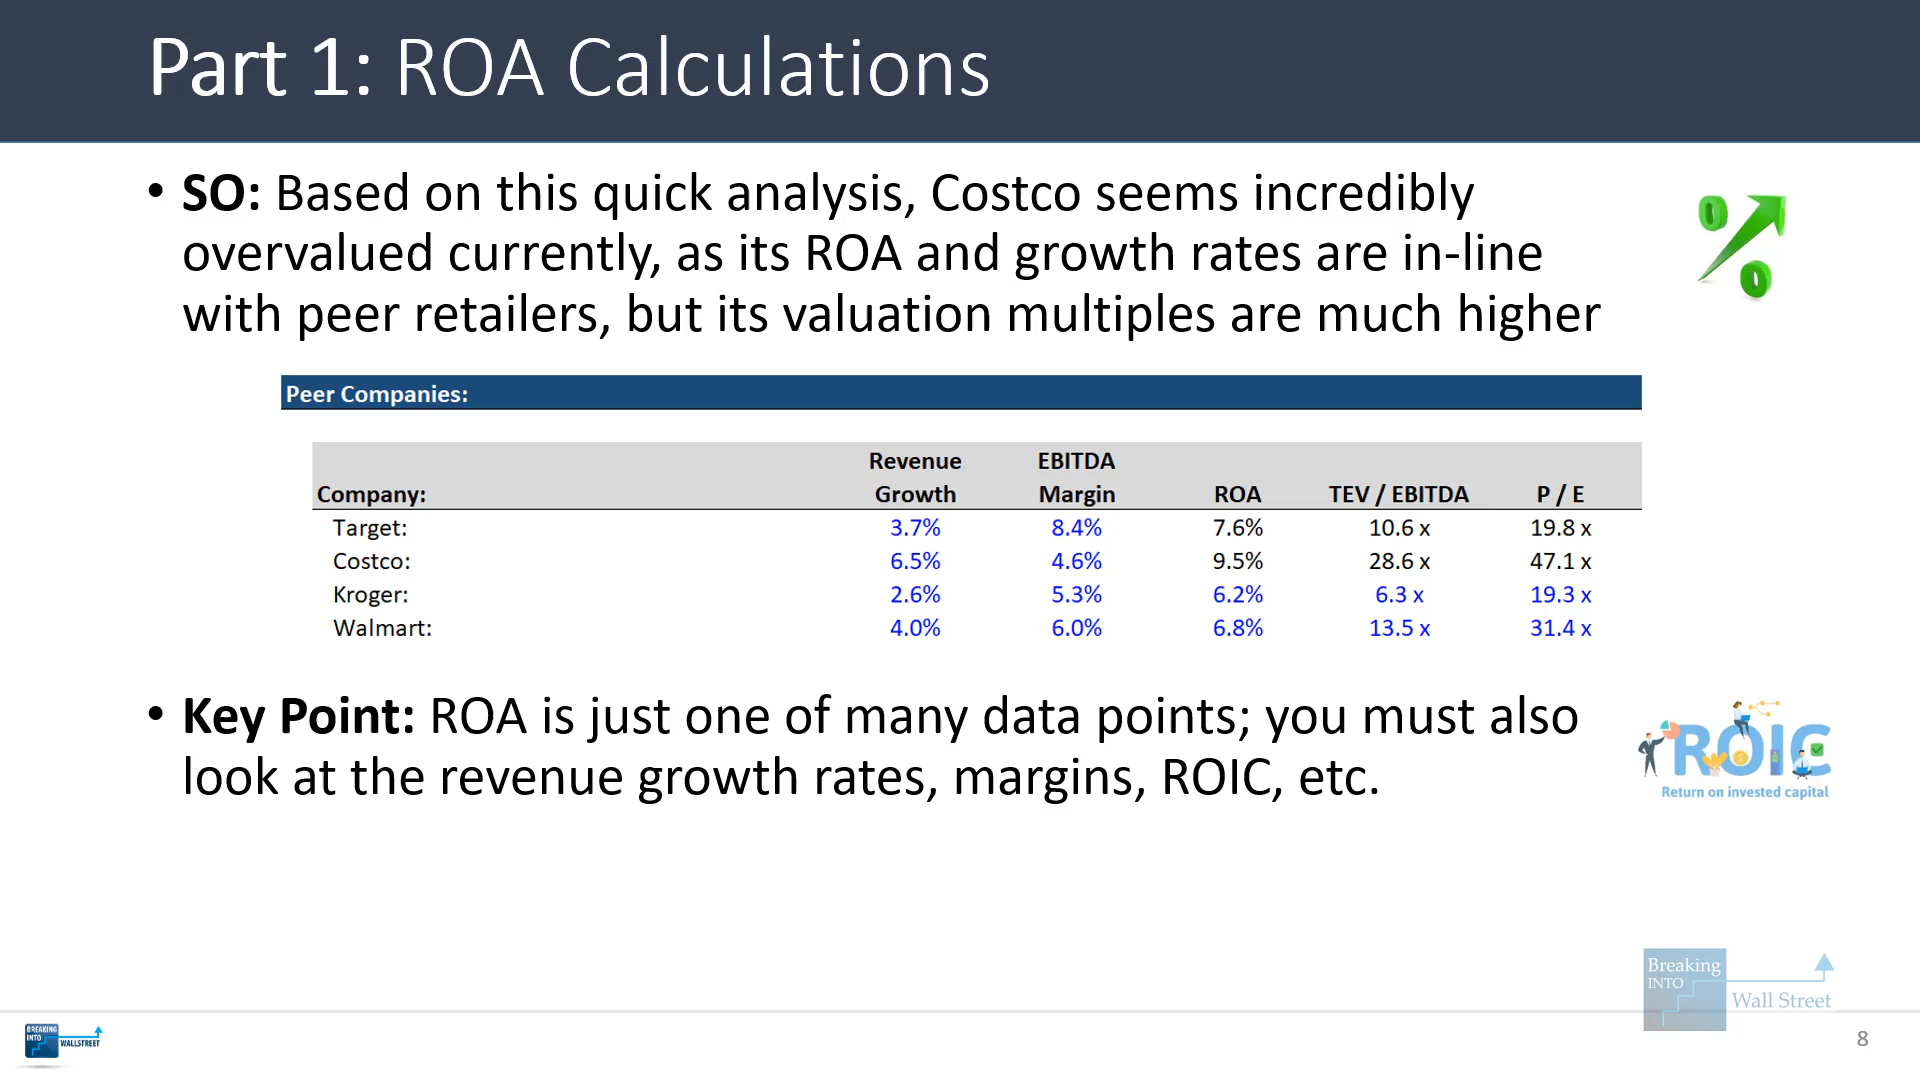 Part 1: ROA Calculations
• SO: Based on this quick analysis, Costco seems incredibly
overvalued currently, as its ROA and growth rates are in-line
with peer retailers, but its valuation multiples are much higher
Peer Companies:
Revenue EBITDA
Company: Growth Margin ROA TEV / EBITDA P / E
Target: 3.7% 8.4% 7.6% 10.6 x 19.8 x
Costco: 6.5% 4.6% 9.5% 28.6 x 47.1 x
Kroger: 2.6% 5.3% 6.2% 6.3 x 19.3 x
Walmart: 4.0% 6.0% 6.8% 13.5 x 31.4 x
• Key Point: ROA is just one of many data points; you must also
look at the revenue growth rates, margins, ROIC, etc.
ROIC
Return on invested capital
Breaking
INTO
Wall Street
BREAKING
INTO
WALLSTREET
8